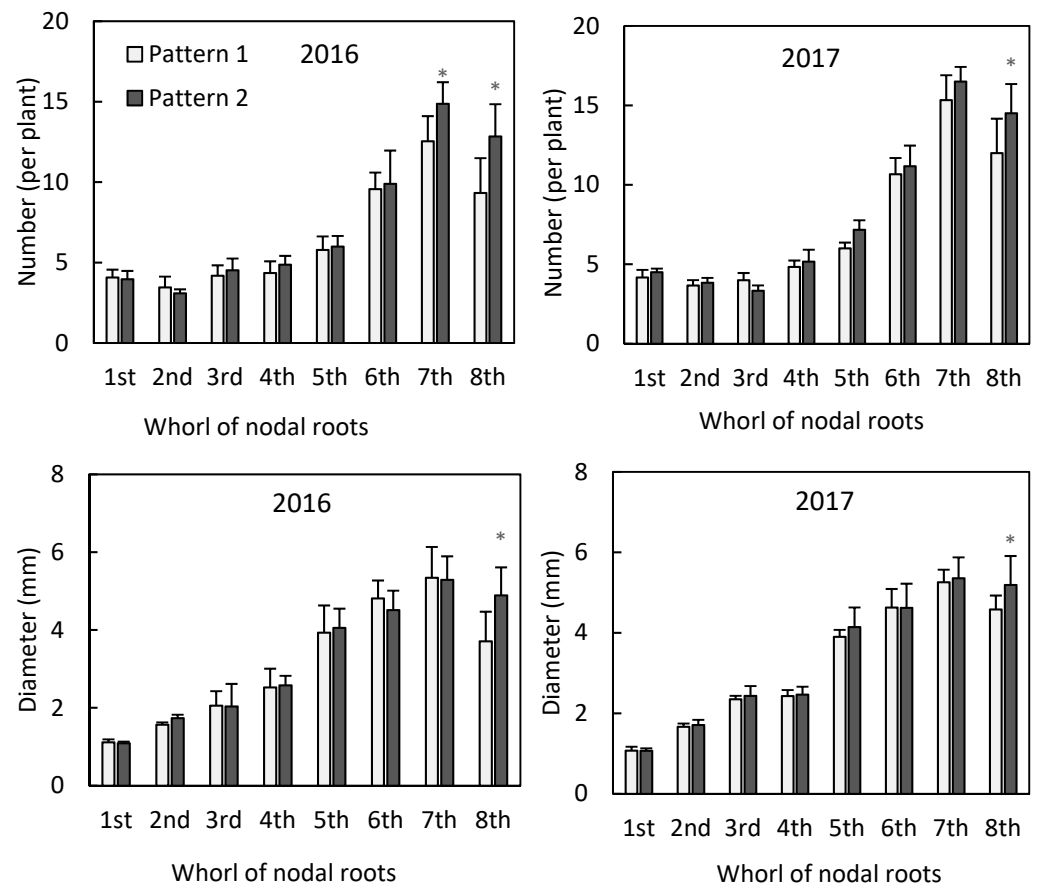 Number (per plant)
20
15
10
5
0
Pattern 1
Pattern 2
2016
*
*
1st 2nd 3rd 4th 5th 6th 7th 8th
Whorl of nodal roots
Number (per plant)
20
15
10
5
0
2017
*
1st 2nd 3rd 4th 5th 6th 7th 8th
Whorl of nodal roots
Diameter (mm)
8
6
4
2
0
2016
*
1st 2nd 3rd 4th 5th 6th 7th 8th
Whorl of nodal roots
Diameter (mm)
8
6
4
2
0
2017
*
1st 2nd 3rd 4th 5th 6th 7th 8th
Whorl of nodal roots